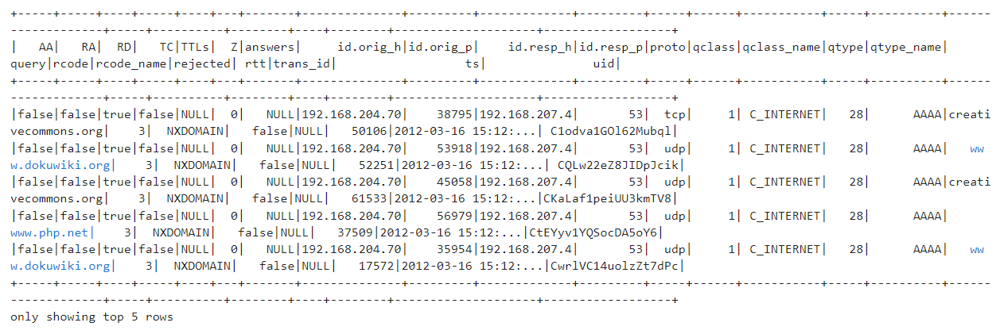 +-----+-----+----+-----+----+---+-------+----+--------------+---------+-------------+---------+-----+------+-----------+-----+----------+------
---------------+-----+----------+--------+----+--------+--------------------+------------------+
|   AA|   RA|  RD|   TC|TTLs|  Z|answers|     id.orig_h|id.orig_p|     id.resp_h|id.resp_p|proto|qclass|qclass_name|qtype|qtype_name|
query|rcode|rcode_name|rejected| rtt|trans_id|                  ts|               uid|
+-----+-----+----+-----+----+---+-------+--------------+---------+-------------+---------+-----+------+-----------+-----+----------+------
--------------+-----+----------+--------+----+--------+--------------------+------------------+
|false|false|true|false|NULL|  0|   NULL|192.168.204.70|    38795|192.168.207.4|       53|  tcp|     1| C_INTERNET|   28|      AAAA|creati
vecommons.org|    3|  NXDOMAIN|   false|NULL|   50106|2012-03-16 15:12:...| C1odva1GOl62Mubql|
|false|false|true|false|NULL|  0|   NULL|192.168.204.70|    53918|192.168.207.4|       53|  udp|     1| C_INTERNET|   28|      AAAA|   ww
w.dokuwiki.org|    3|  NXDOMAIN|   false|NULL|   52251|2012-03-16 15:12:...| CQLw22eZ8JIDpJcik|
|false|false|true|false|NULL|  0|   NULL|192.168.204.70|    45058|192.168.207.4|       53|  udp|     1| C_INTERNET|   28|      AAAA|creati
vecommons.org|    3|  NXDOMAIN|   false|NULL|   61533|2012-03-16 15:12:...|CKaLaf1peiUU3kmTV8|
|false|false|true|false|NULL|  0|   NULL|192.168.204.70|    56979|192.168.207.4|       53|  udp|     1| C_INTERNET|   28|      AAAA|
www.php.net|    3|  NXDOMAIN|   false|NULL|   37509|2012-03-16 15:12:...|CtEYyv1YQSocDA5oY6|
|false|false|true|false|NULL|  0|   NULL|192.168.204.70|    35954|192.168.207.4|       53|  udp|     1| C_INTERNET|   28|      AAAA|   ww
w.dokuwiki.org|    3|  NXDOMAIN|   false|NULL|   17572|2012-03-16 15:12:...|CwrlVC14uolzZt7dPc|
+-----+-----+----+-----+----+---+-------+--------------+---------+-------------+---------+-----+------+-----------+-----+----------+------
--------------+-----+----------+--------+----+--------+--------------------+------------------+
only showing top 5 rows